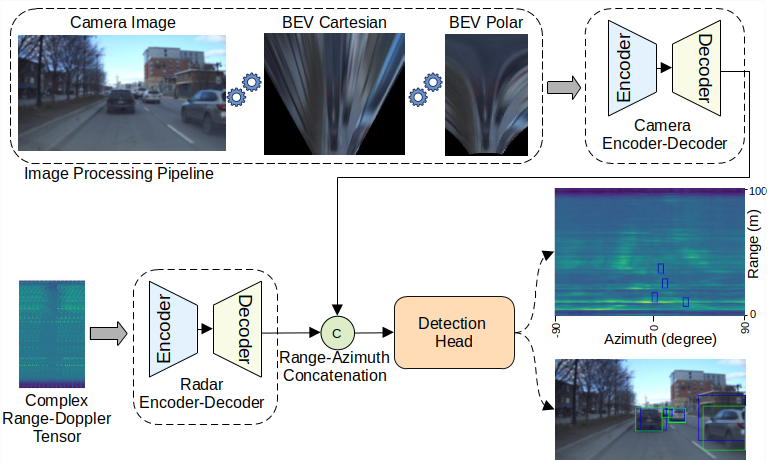 Camera Image
BEV Cartesian
BEV Polar
Encoder
Decoder
Camera
Encoder-Decoder
Image Processing Pipeline
Encoder
Decoder
Radar
Encoder-Decoder
Complex
Range-Doppler
Tensor
C
Range-Azimuth
Concatenation
Detection
Head
100
Range (m)
0
-90
0
90
Azimuth (degree)